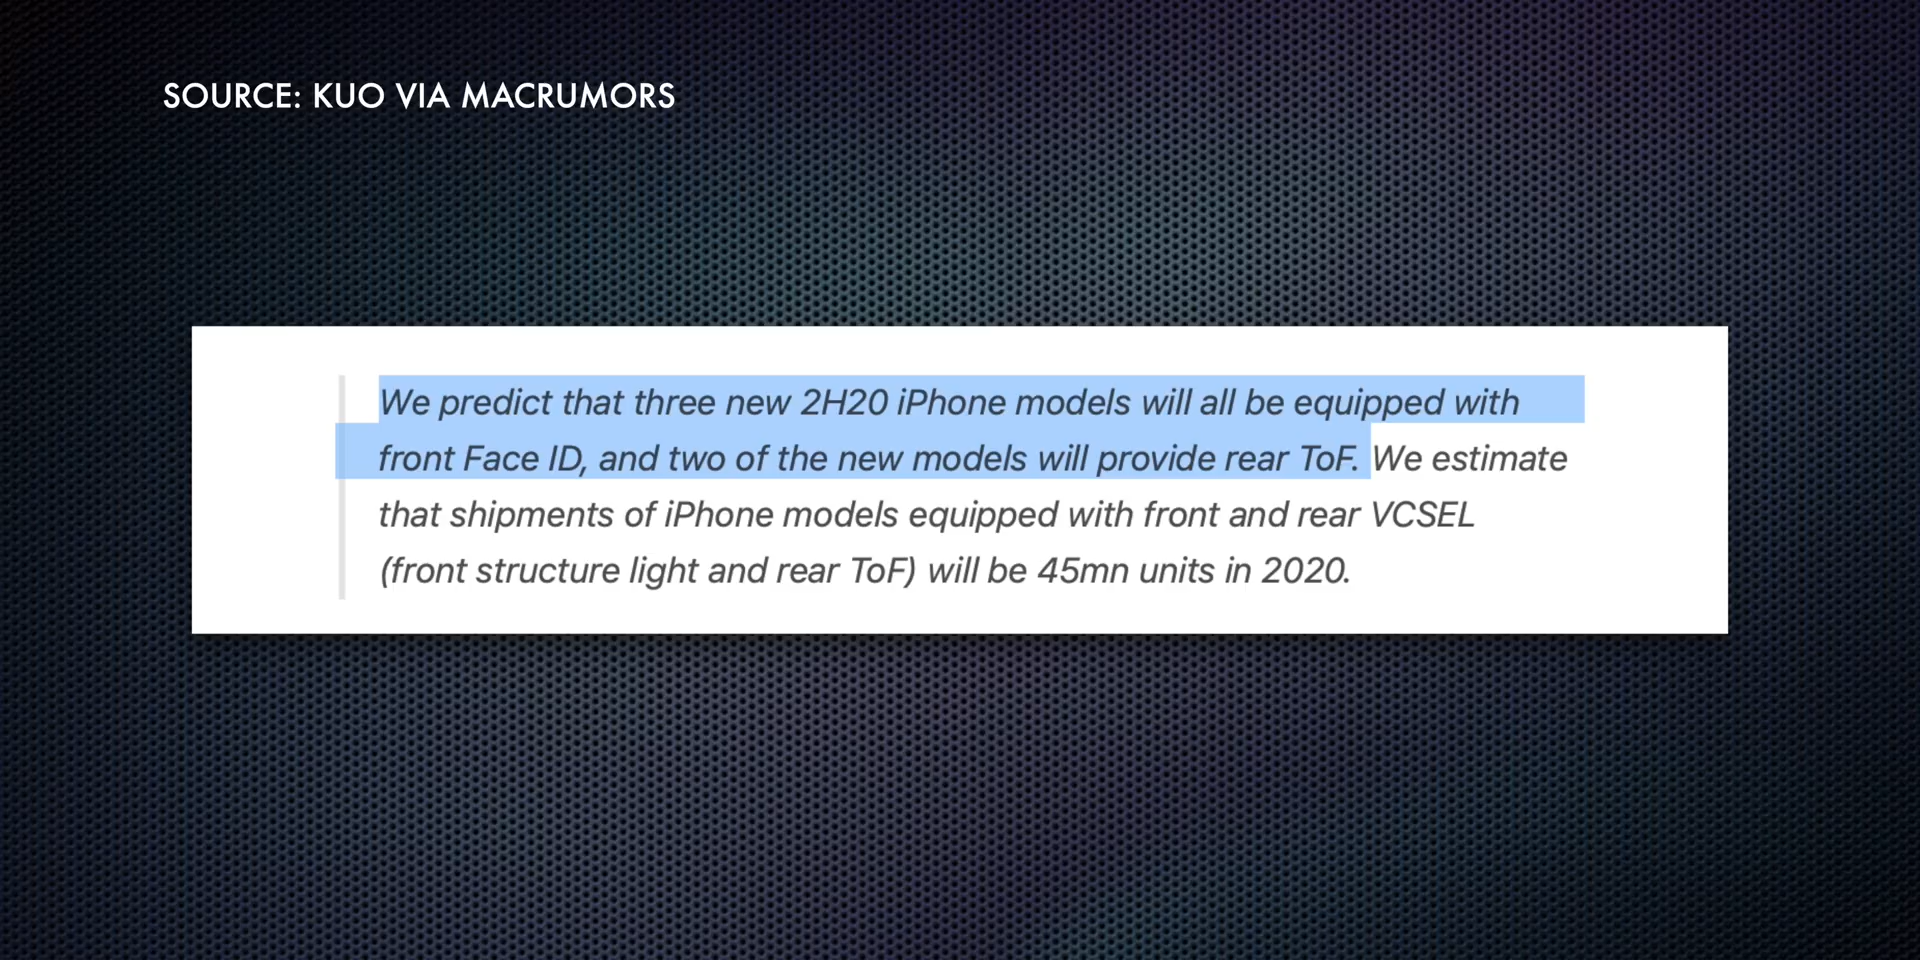 SOURCE: KUO VIA MACRUMORS
We predict that three new 2H20 iPhone models will all be equipped with
front Face ID, and two of the new models will provide rear ToF. We estimate
that shipments of iPhone models equipped with front and rear VCSEL
(front structure light and rear ToF) will be 45mn units in 2020.